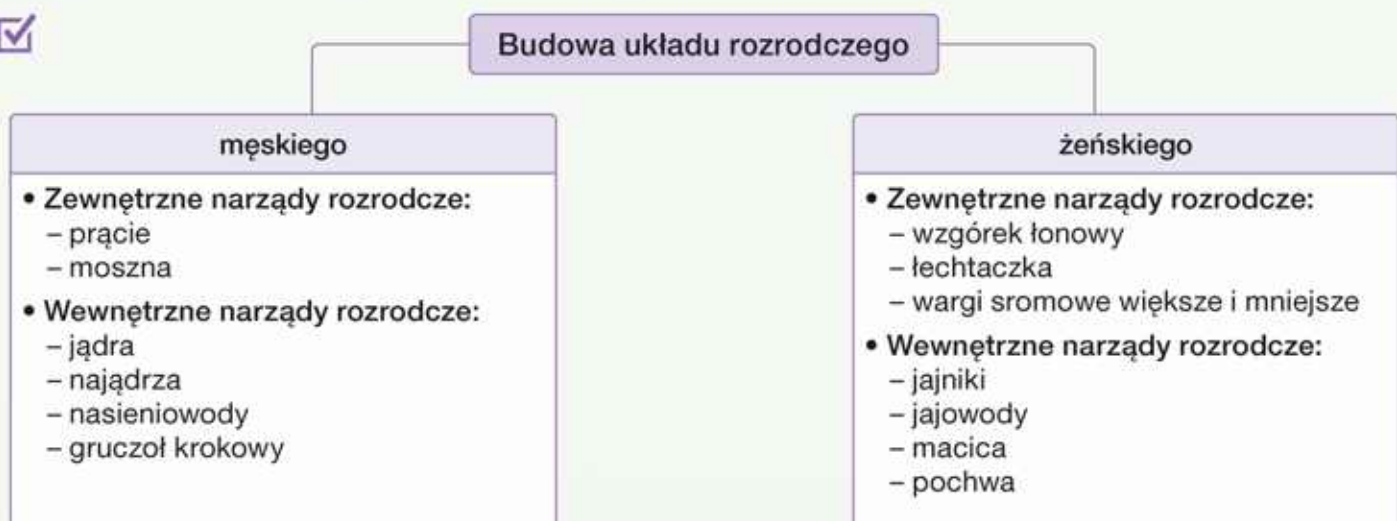 Budowa układu rozrodczego
męskiego
• Zewnętrzne narządy rozrodcze:
– prącie
– moszna
• Wewnętrzne narządy rozrodcze:
– jądra
– najądrza
– nasieniowody
– gruczoł krokowy
żeńskiego
• Zewnętrzne narządy rozrodcze:
– wzgórek łonowy
– łechtaczka
– wargi sromowe większe i mniejsze
• Wewnętrzne narządy rozrodcze:
– jajniki
– jajowody
– macica
– pochwa